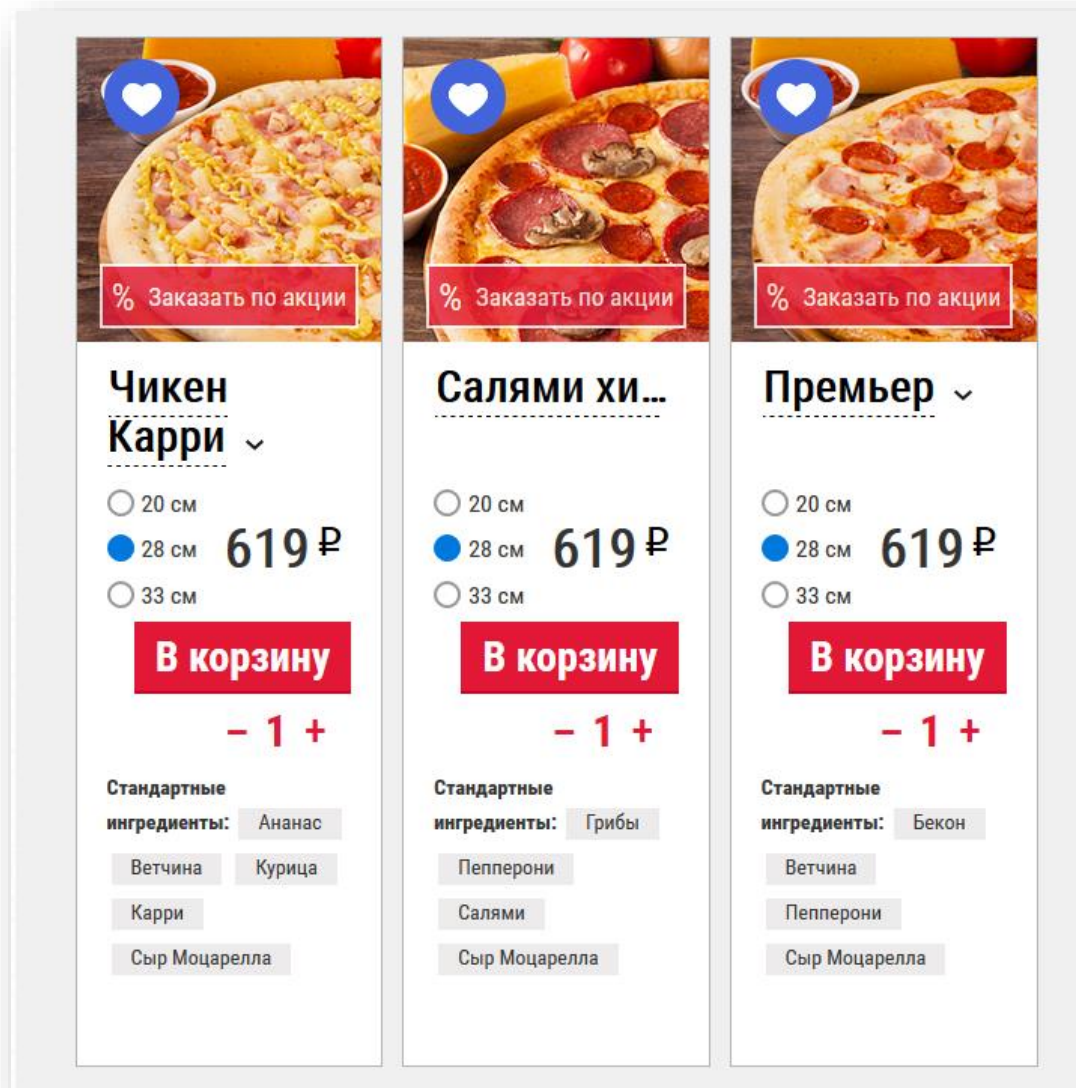 % Заказать по акции
Чикен
Карри
20 см
28 см
33 см
619 ₽
В корзину
– 1 +
Стандартные
ингредиенты: Ананас
Ветчина Курица
Карри
Сыр Моцарелла
% Заказать по акции
Салями хи...
20 см
28 см
33 см
619 ₽
В корзину
– 1 +
Стандартные
ингредиенты: Грибы
Пепперони
Салями
Сыр Моцарелла
% Заказать по акции
Премьер
20 см
28 см
33 см
619 ₽
В корзину
– 1 +
Стандартные
ингредиенты: Бекон
Ветчина
Пепперони
Сыр Моцарелла